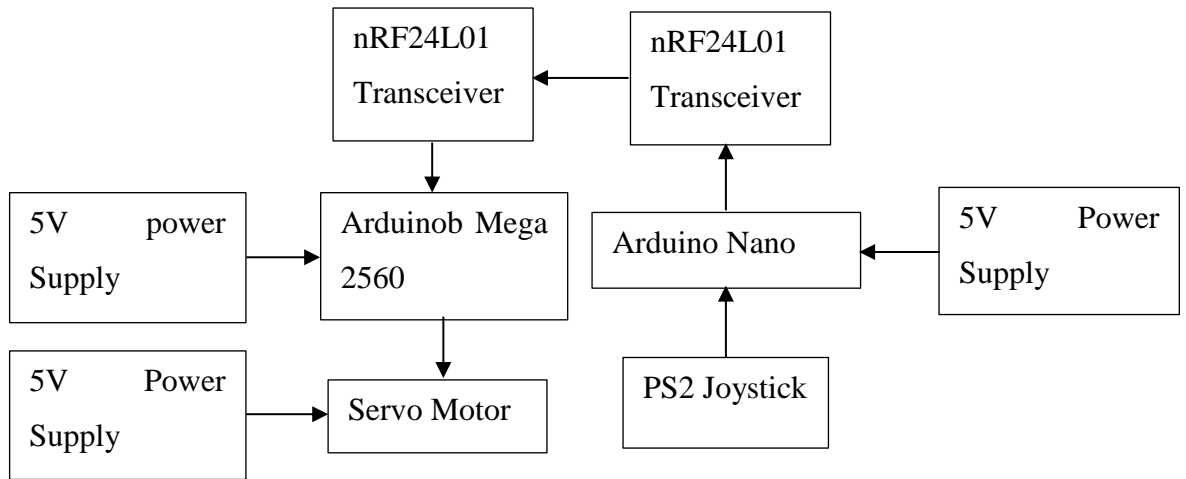 nRF24L01
Transceiver
nRF24L01
Transceiver
5V power
Supply
Arduinob Mega
2560
Arduino Nano
5V Power
Supply
5V Power
Supply
Servo Motor
PS2 Joystick